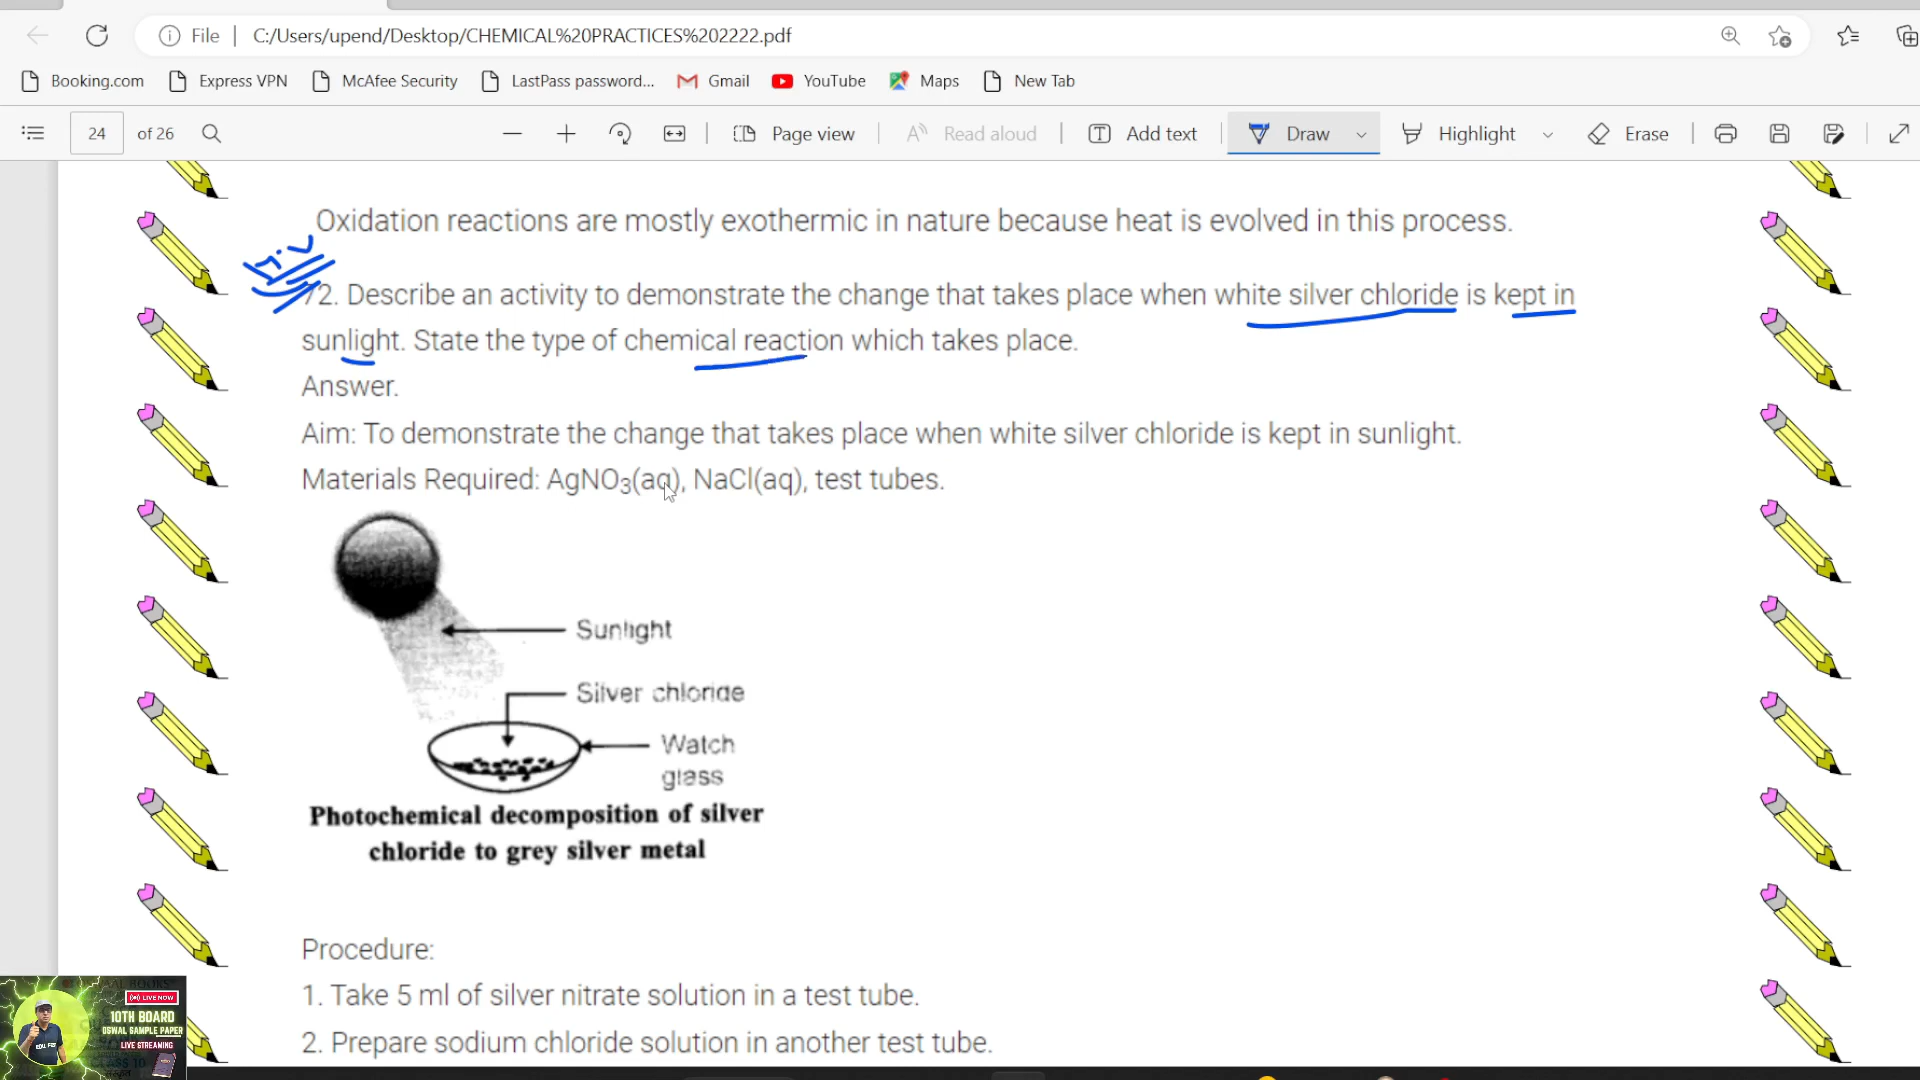 File
C:/Users/upend/Desktop/CHEMICAL%20PRACTICES%202222.pdf
Booking.com
Express VPN
McAfee Security
LastPass password...
Gmail
YouTube
Maps
New Tab
24 of 26
Page view
Read aloud
Add text
Draw
Highlight
Erase
Oxidation reactions are mostly exothermic in nature because heat is evolved in this process.
72. Describe an activity to demonstrate the change that takes place when white silver chloride is kept in
sunlight. State the type of chemical reaction which takes place.
Answer.
Aim: To demonstrate the change that takes place when white silver chloride is kept in sunlight.
Materials Required: AgNO₃(aq), NaCl(aq), test tubes.
Sunlight
Silver chloride
Watch
glass
Photochemical decomposition of silver
chloride to grey silver metal
Procedure:
1. Take 5 ml of silver nitrate solution in a test tube.
2. Prepare sodium chloride solution in another test tube.
LIVE NOW
10TH BOARD
OSWAL SAMPLE PAPER
LIVE STREAMING